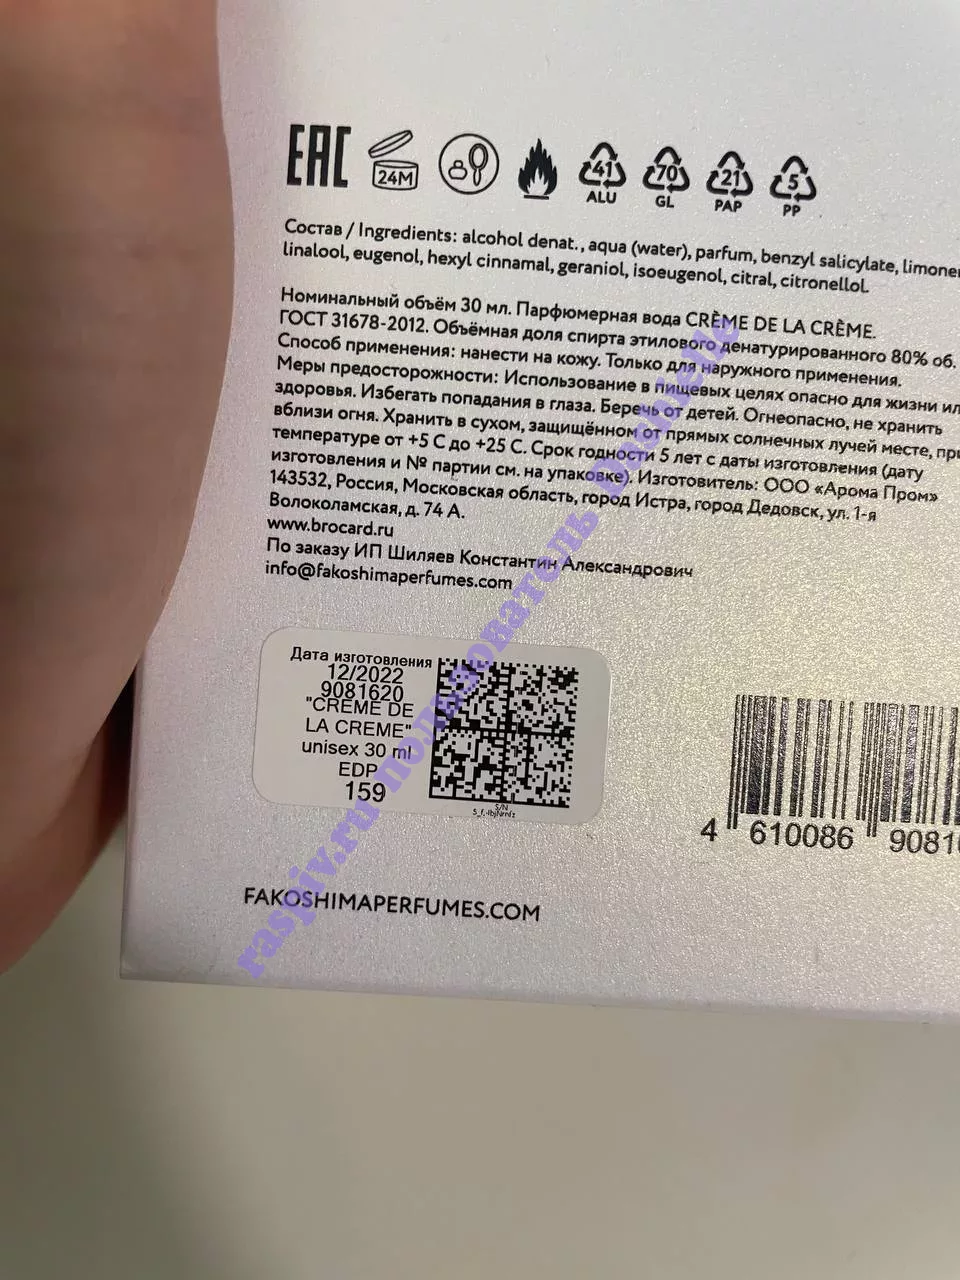 EAC
24M
41
ALU
70
GL
21
PAP
5
PP
Состав / Ingredients: alcohol denat., aqua (water), parfum, benzyl salicylate, limonen
linalool, eugenol, hexyl cinnamal, geraniol, isoeugenol, citral, citronellol.
Номинальный объём 30 мл. Парфюмерная вода CRÈME DE LA CRÈME.
ГОСТ 31678-2012. Объёмная доля спирта этилового денатурированного 80% об.
Способ применения: нанести на кожу. Только для наружного применения.
Меры предосторожности: Использование в пищевых целях опасно для жизни ил
здоровья. Избегать попадания в глаза. Беречь от детей. Огнеопасно, не хранить
вблизи огня. Хранить в сухом, защищённом от прямых солнечных лучей месте, при
температуре от +5 С до +25 С. Срок годности 5 лет с даты изготовления (дату
изготовления и № партии см. на упаковке). Изготовитель: ООО «Арома Пром»
143532, Россия, Московская область, город Истра, город Дедовск, ул. 1-я
Волоколамская, д. 74 А.
www.brocard.ru
По заказу ИП Шиляев Константин Александрович
info@fakoshimaperfumes.com
Дата изготовления
12/2022
9081620
"CREME DE
LA CREME"
unisex 30 ml
EDP
159
S/N
4 610086 9081
FAKOSHIMAPERFUMES.COM
raspiv.ru пользователь